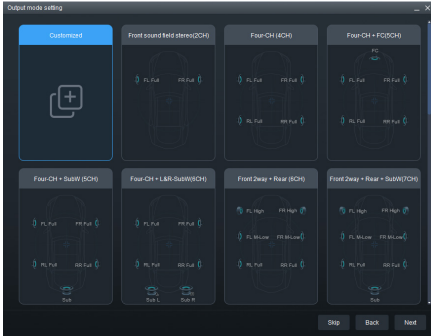 Output mode setting
Customized
Front sound field stereo(2CH)
FL Full FR Full
Four-CH (4CH)
FL Full FR Full
RL Full RR Full
Four-CH + FC(5CH)
FC
FL Full FR Full
RL Full RR Full
Four-CH + SubW (5CH)
FL Full FR Full
RL Full RR Full
Sub
Four-CH + L&R-SubW(6CH)
FL Full FR Full
RL Full RR Full
Sub L Sub R
Front 2way + Rear (6CH)
FL High FR High
FL M-Low FR M-Low
RL Full RR Full
Front 2way + Rear + SubW(7CH)
FL High FR High
FL M-Low FR M-Low
RL Full RR Full
Sub
Skip Back Next